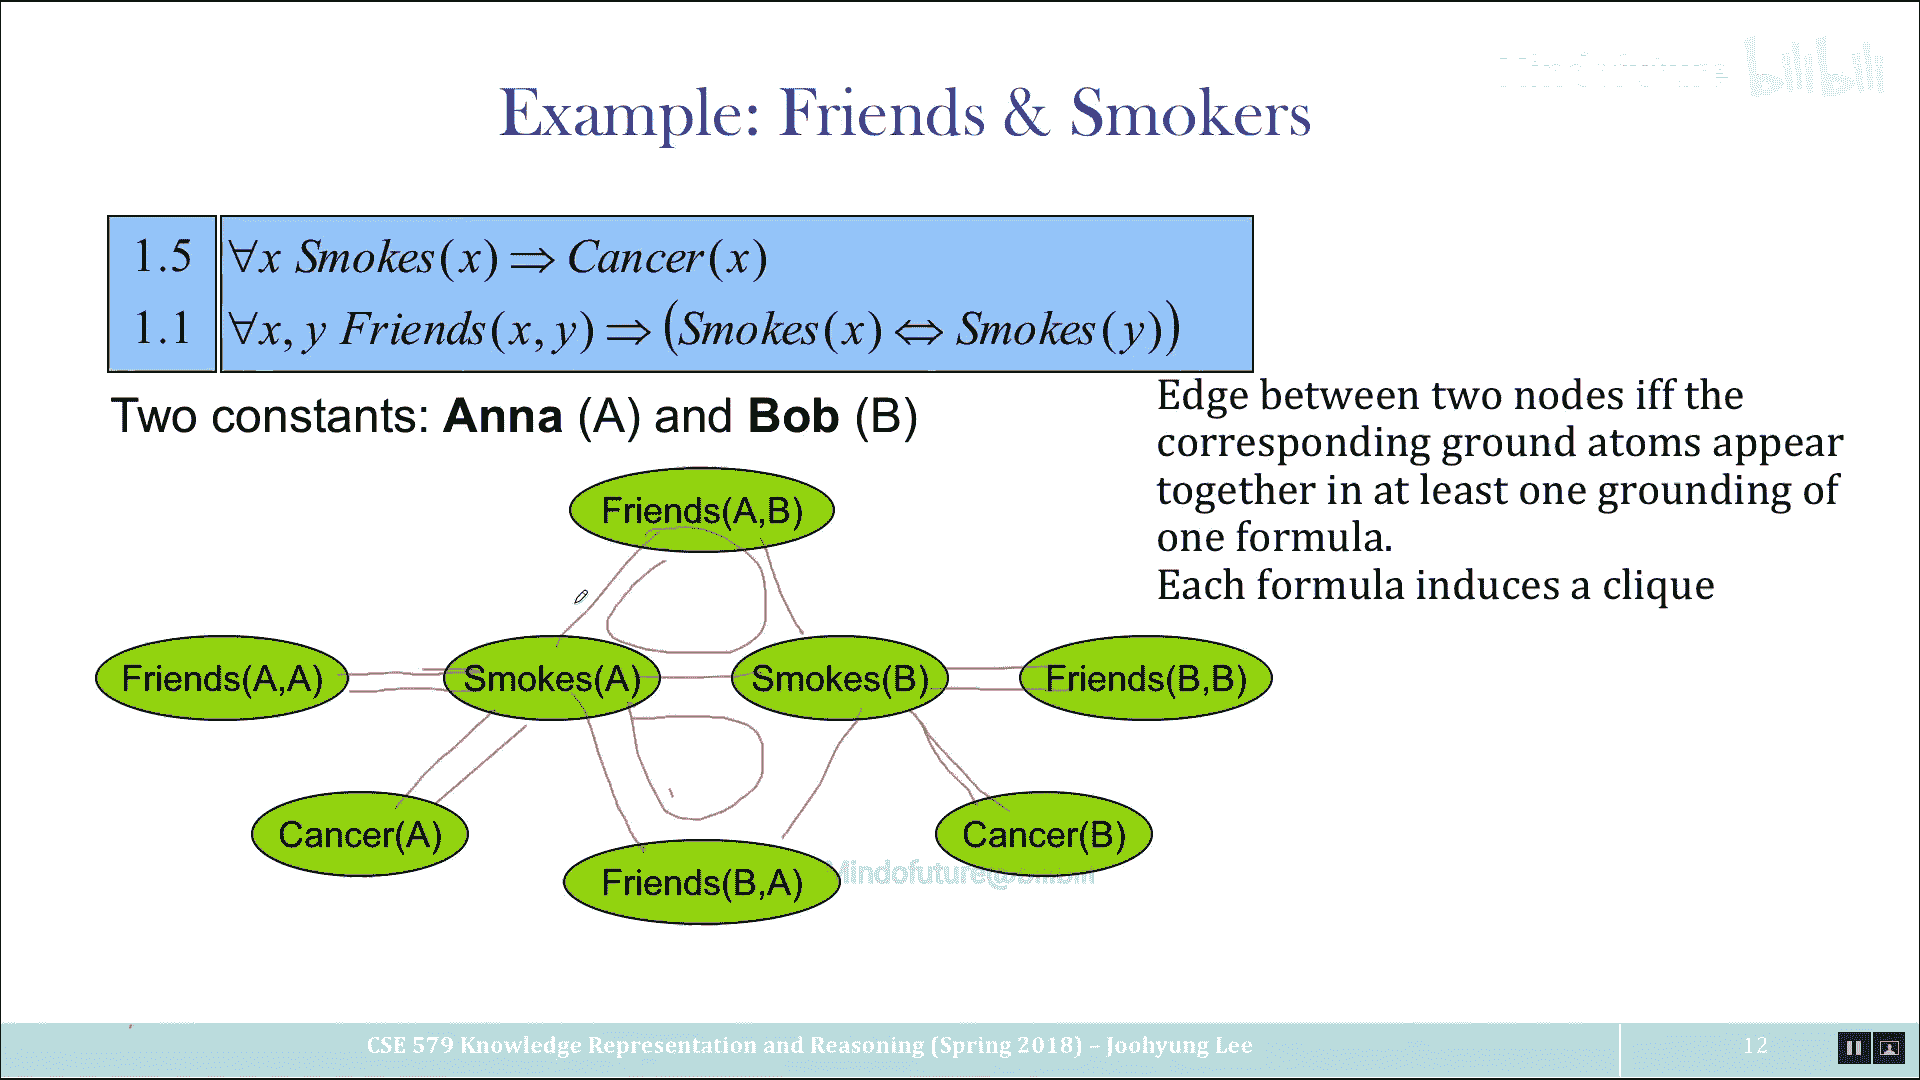 bilibili
Example: Friends & Smokers
1.5 ∀x Smokes(x) ⇒ Cancer(x)
1.1 ∀x, y Friends(x, y) ⇒ (Smokes(x) ⇔ Smokes(y))
Two constants: Anna (A) and Bob (B)
Edge between two nodes iff the
corresponding ground atoms appear
together in at least one grounding of
one formula.
Each formula induces a clique
Friends(A,B)
Friends(A,A) Smokes(A) Smokes(B) Friends(B,B)
Cancer(A) Cancer(B)
Friends(B,A)
Mindofuture@bilibili
CSE 579 Knowledge Representation and Reasoning (Spring 2018) – Joohyung Lee 12